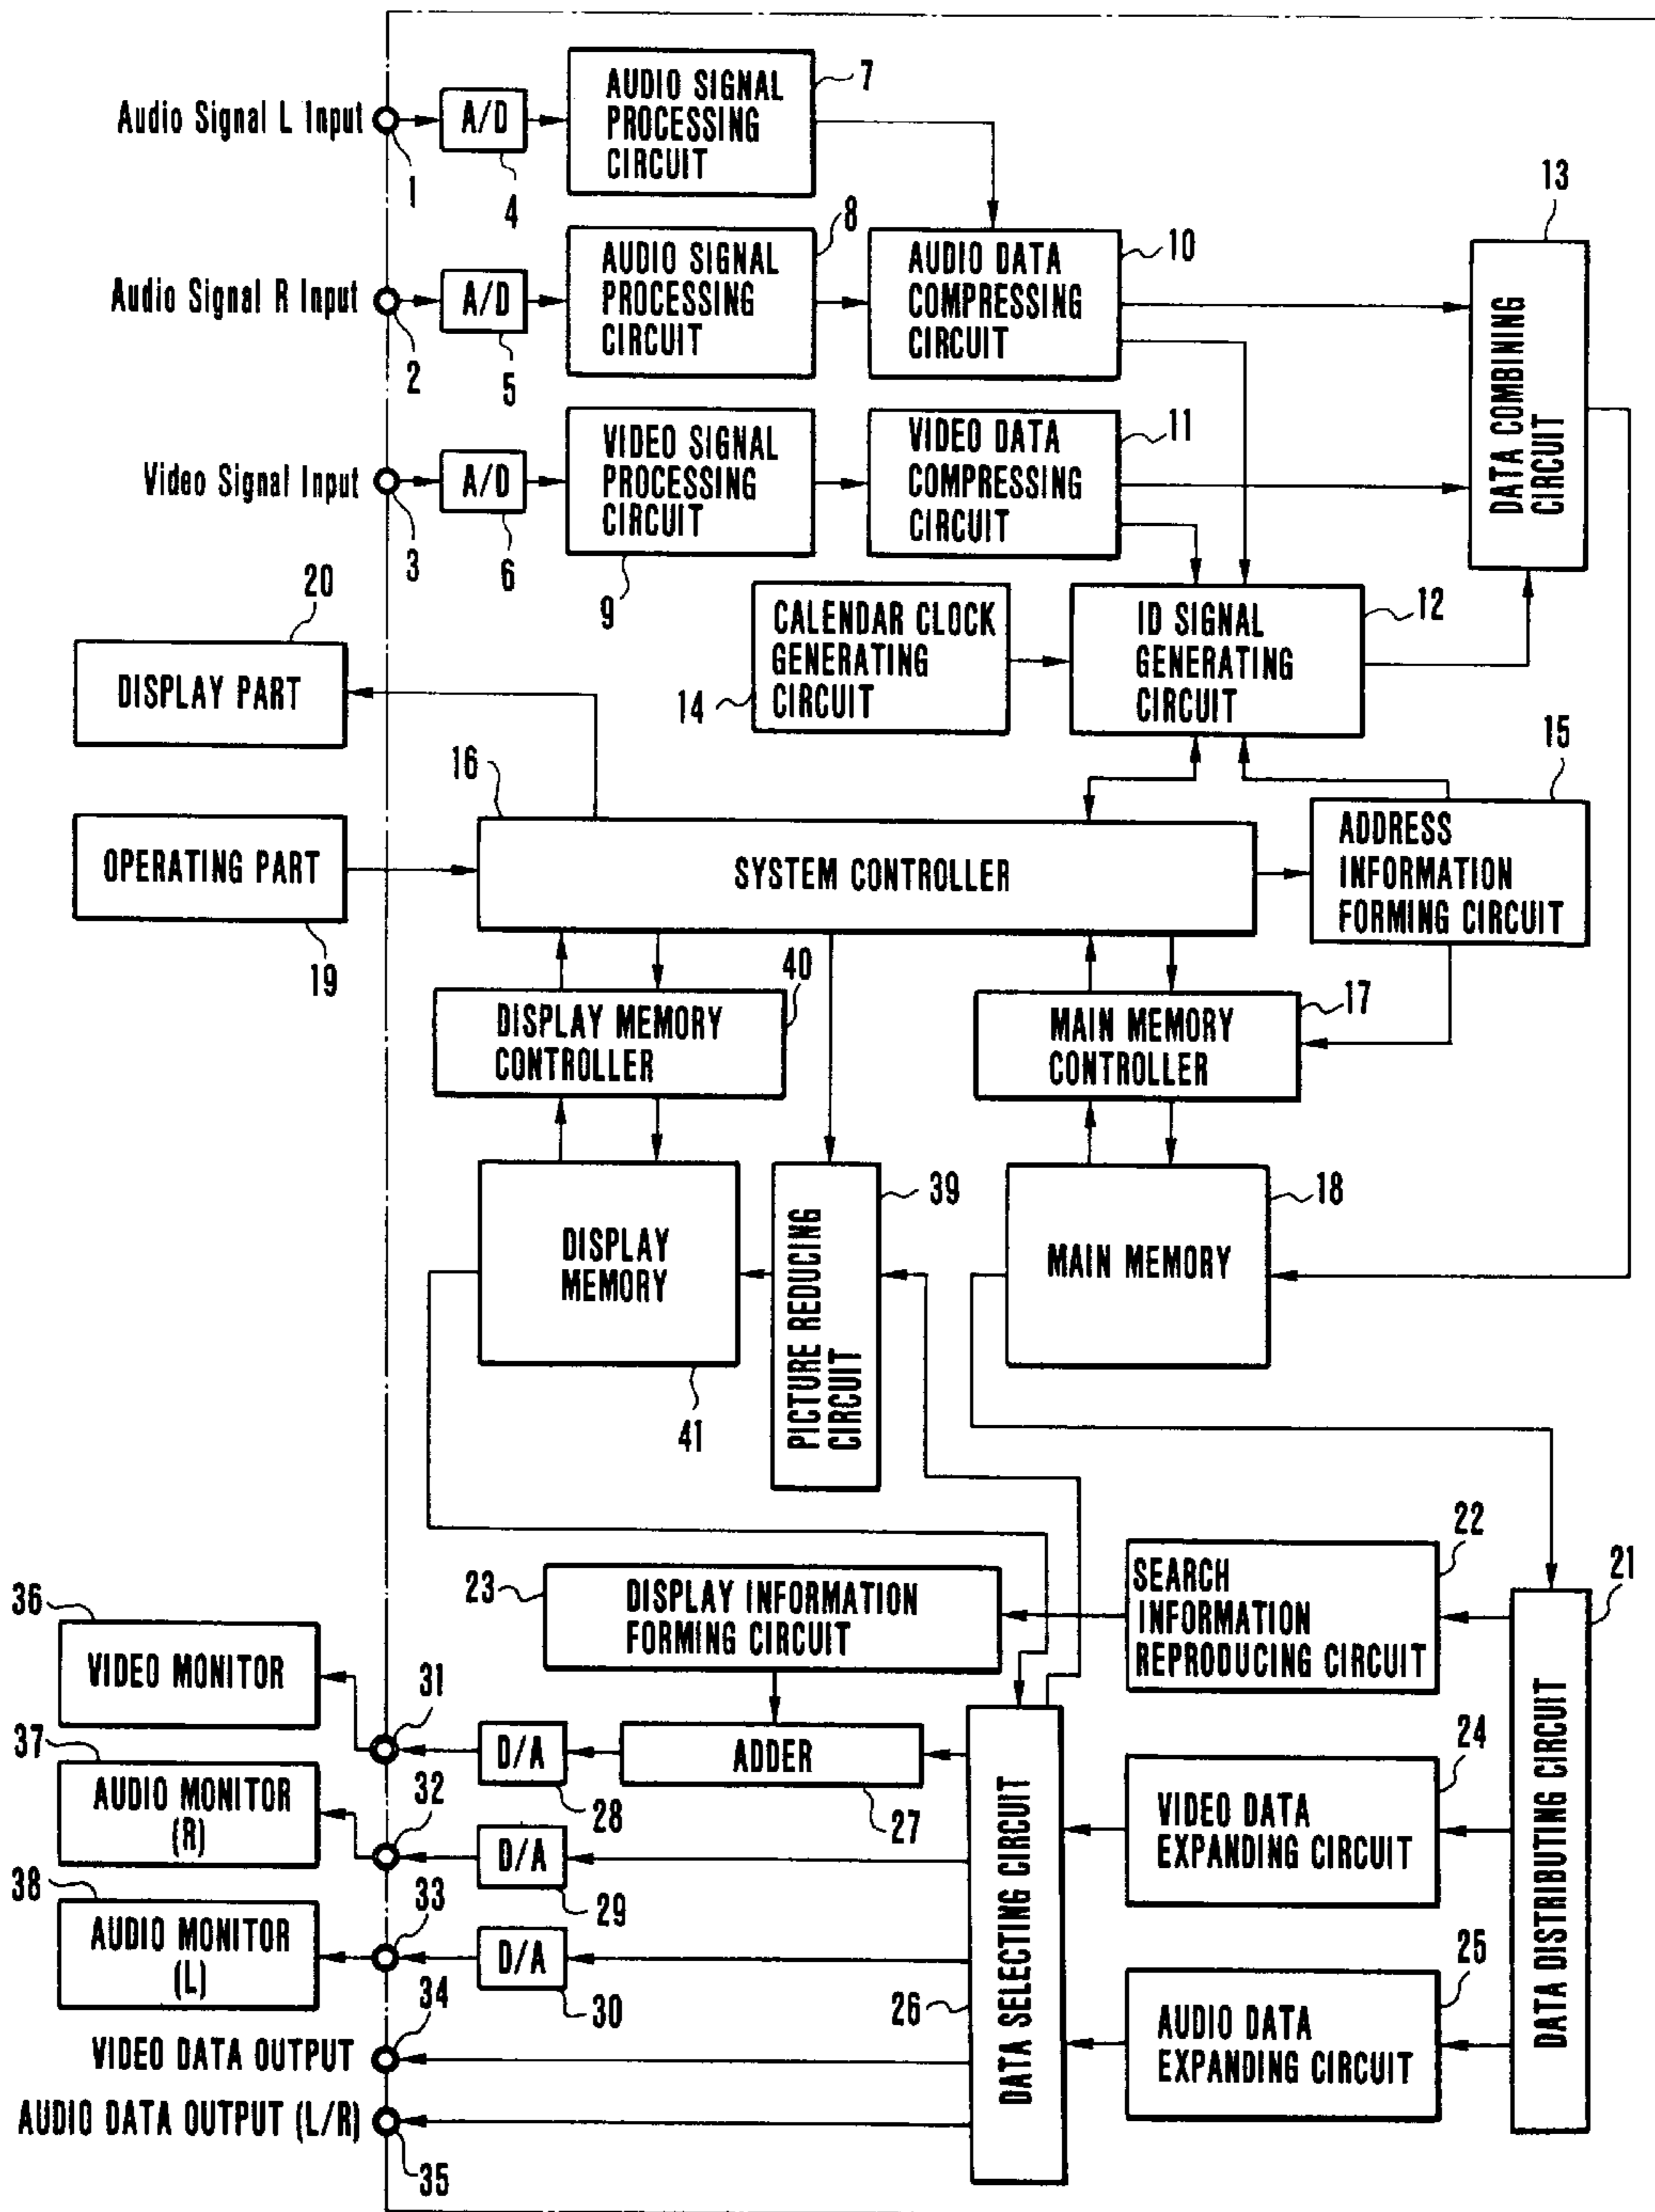 Audio Signal L Input
1
A/D
4
AUDIO SIGNAL
PROCESSING
CIRCUIT
7
Audio Signal R Input
2
A/D
5
AUDIO SIGNAL
PROCESSING
CIRCUIT
8
AUDIO DATA
COMPRESSING
CIRCUIT
10
DATA COMBINING
CIRCUIT
13
Video Signal Input
3
A/D
6
VIDEO SIGNAL
PROCESSING
CIRCUIT
9
VIDEO DATA
COMPRESSING
CIRCUIT
11
CALENDAR CLOCK
GENERATING
CIRCUIT
14
ID SIGNAL
GENERATING
CIRCUIT
12
20
DISPLAY PART
OPERATING PART
19
16
SYSTEM CONTROLLER
15
ADDRESS
INFORMATION
FORMING CIRCUIT
40
DISPLAY MEMORY
CONTROLLER
17
MAIN MEMORY
CONTROLLER
DISPLAY
MEMORY
41
39
PICTURE REDUCING
CIRCUIT
18
MAIN MEMORY
23
DISPLAY INFORMATION
FORMING CIRCUIT
22
SEARCH
INFORMATION
REPRODUCING CIRCUIT
21
DATA DISTRIBUTING CIRCUIT
36
VIDEO MONITOR
31
D/A
28
ADDER
27
24
VIDEO DATA
EXPANDING CIRCUIT
37
AUDIO MONITOR
(R)
32
D/A
29
DATA SELECTING CIRCUIT
26
38
AUDIO MONITOR
(L)
33
D/A
30
25
AUDIO DATA
EXPANDING CIRCUIT
34
VIDEO DATA OUTPUT
AUDIO DATA OUTPUT (L/R)
35